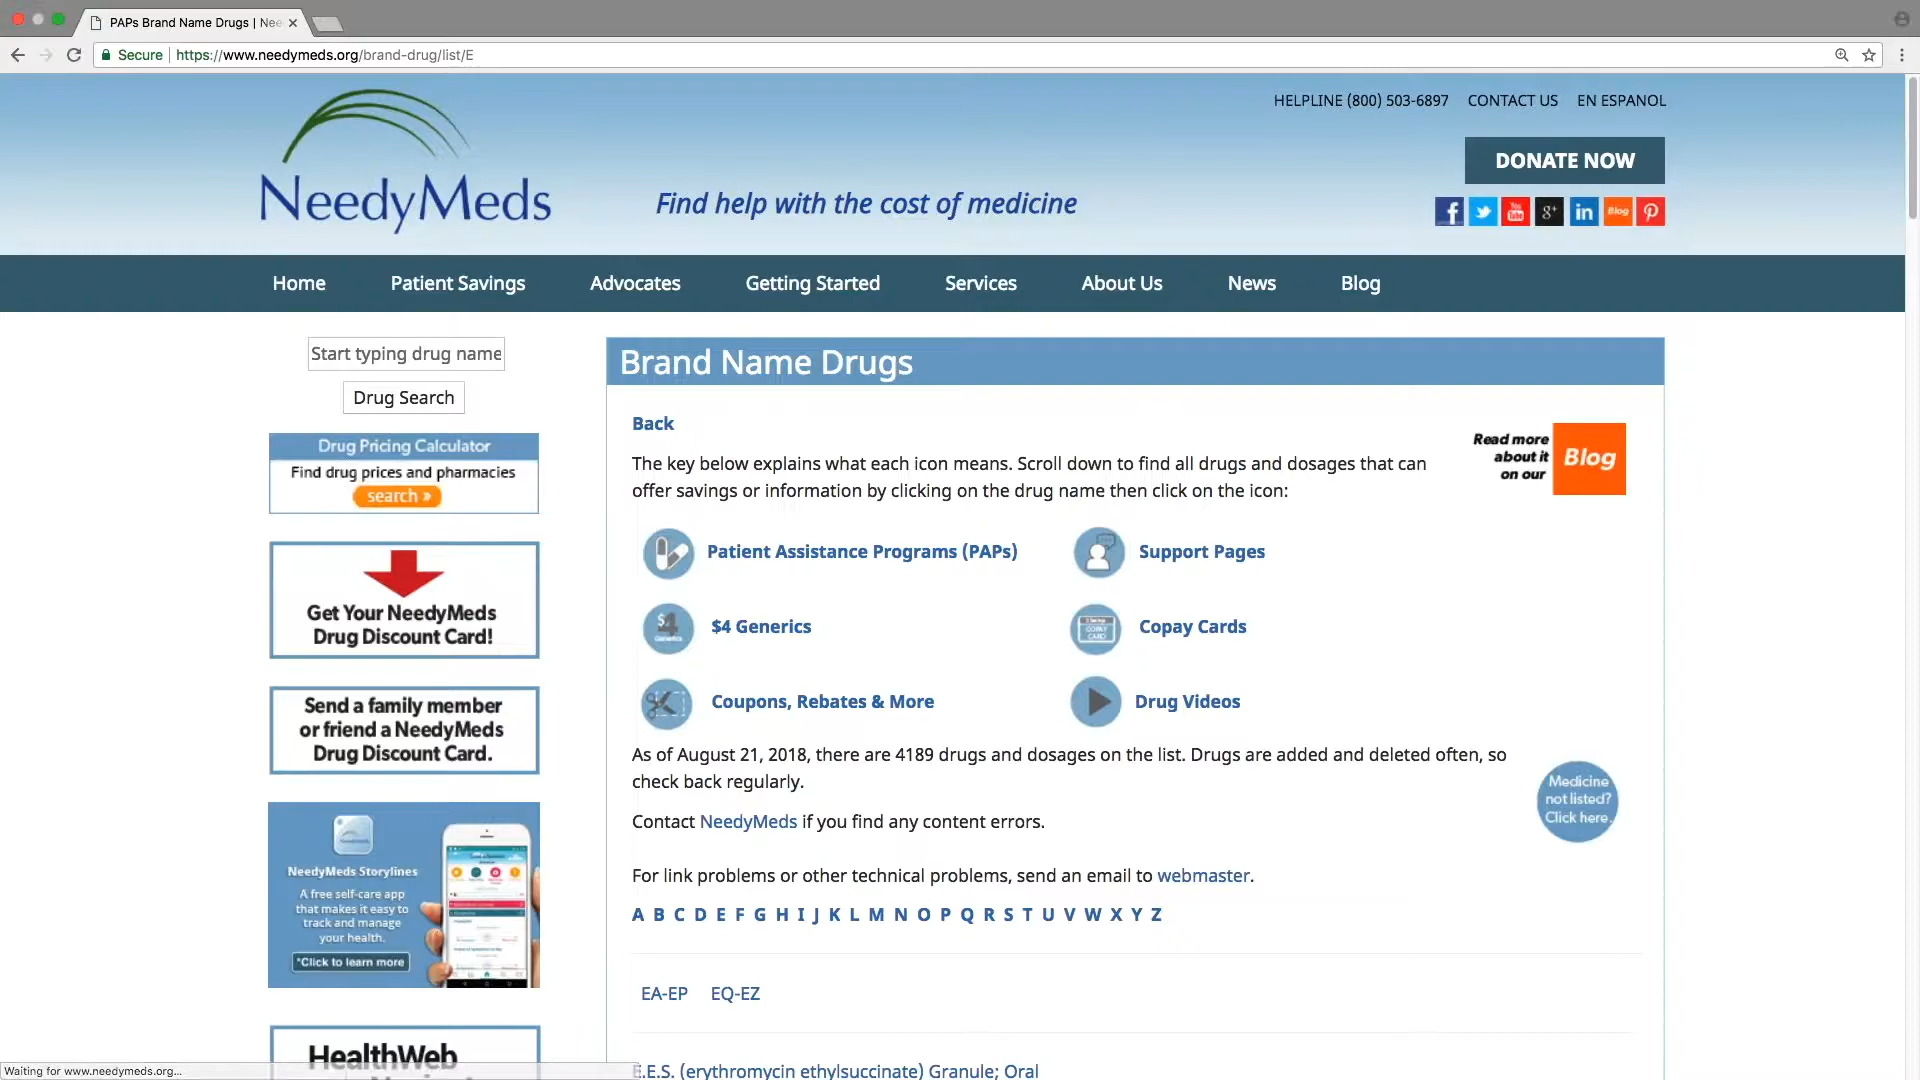 PAPs Brand Name Drugs | Nee
Secure
https://www.needymeds.org/brand-drug/list/E
HELPLINE (800) 503-6897 CONTACT US EN ESPANOL
DONATE NOW
NeedyMeds
Find help with the cost of medicine
f You Tube g+ in Blog
Home Patient Savings Advocates Getting Started Services About Us News Blog
Start typing drug name
Drug Search
Drug Pricing Calculator
Find drug prices and pharmacies
search »
Get Your NeedyMeds
Drug Discount Card!
Send a family member
or friend a NeedyMeds
Drug Discount Card.
NeedyMeds Storylines
A free self-care app
that makes it easy to
track and manage
your health.
*Click to learn more
HealthWeb
Brand Name Drugs
Back
The key below explains what each icon means. Scroll down to find all drugs and dosages that can
offer savings or information by clicking on the drug name then click on the icon:
Read more
about it
on our
Blog
Patient Assistance Programs (PAPs)
Support Pages
$4 Generics
$4 Generics
COPAY CARD
Copay Cards
Coupons, Rebates & More
Drug Videos
As of August 21, 2018, there are 4189 drugs and dosages on the list. Drugs are added and deleted often, so
check back regularly.
Medicine
not listed?
Click here.
Contact NeedyMeds if you find any content errors.
For link problems or other technical problems, send an email to webmaster.
A B C D E F G H I J K L M N O P Q R S T U V W X Y Z
EA-EP EQ-EZ
E.E.S. (erythromycin ethylsuccinate) Granule; Oral
Waiting for www.needymeds.org...